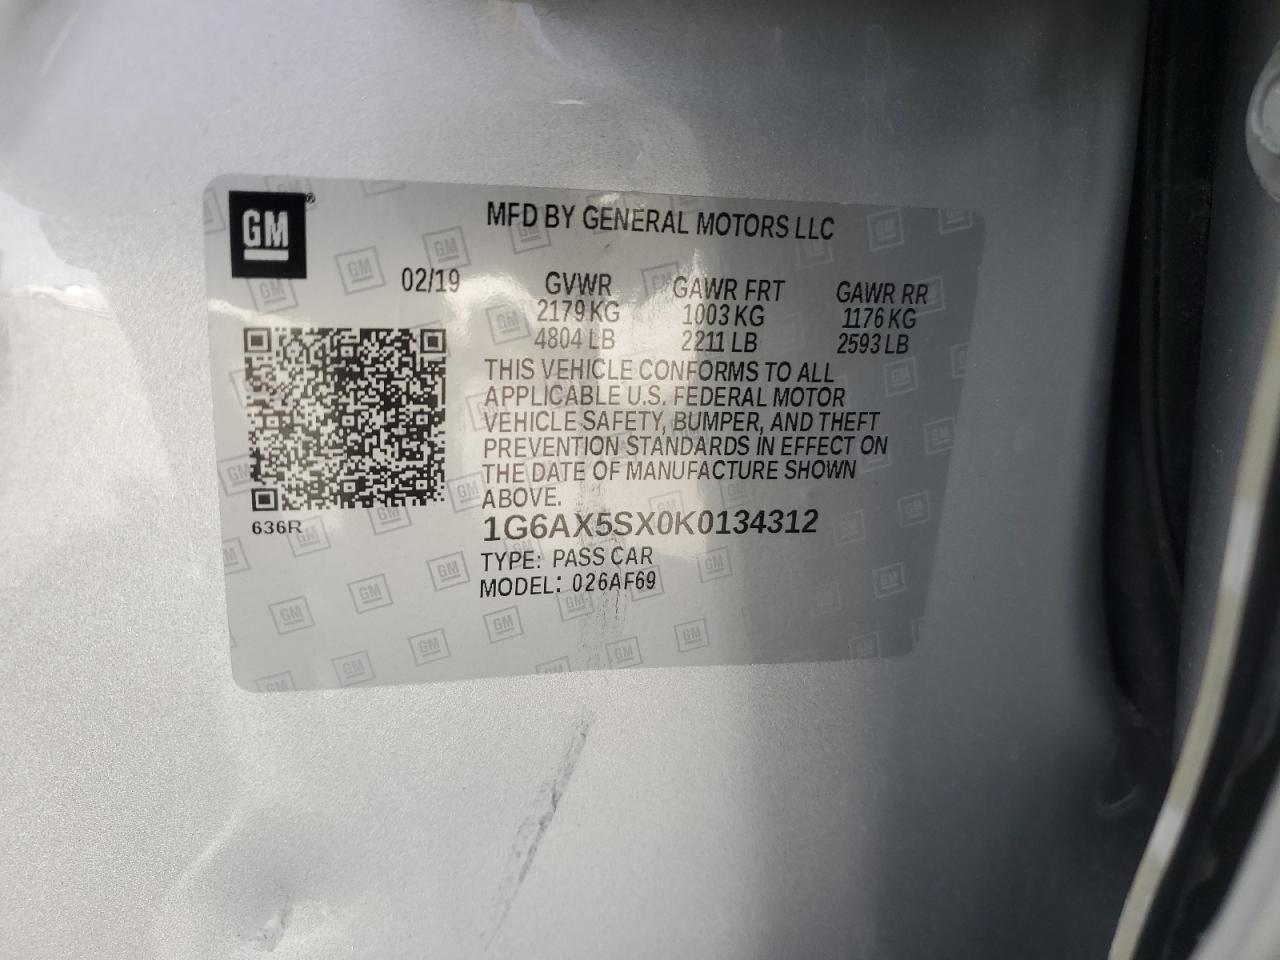 GM
MFD BY GENERAL MOTORS LLC
02/19 GVWR GAWR FRT GAWR RR
2179 KG 1003 KG 1176 KG
4804 LB 2211 LB 2593 LB
THIS VEHICLE CONFORMS TO ALL
APPLICABLE U.S. FEDERAL MOTOR
VEHICLE SAFETY, BUMPER, AND THEFT
PREVENTION STANDARDS IN EFFECT ON
THE DATE OF MANUFACTURE SHOWN
ABOVE.
636R
1G6AX5SX0K0134312
TYPE: PASS CAR
MODEL: 026AF69